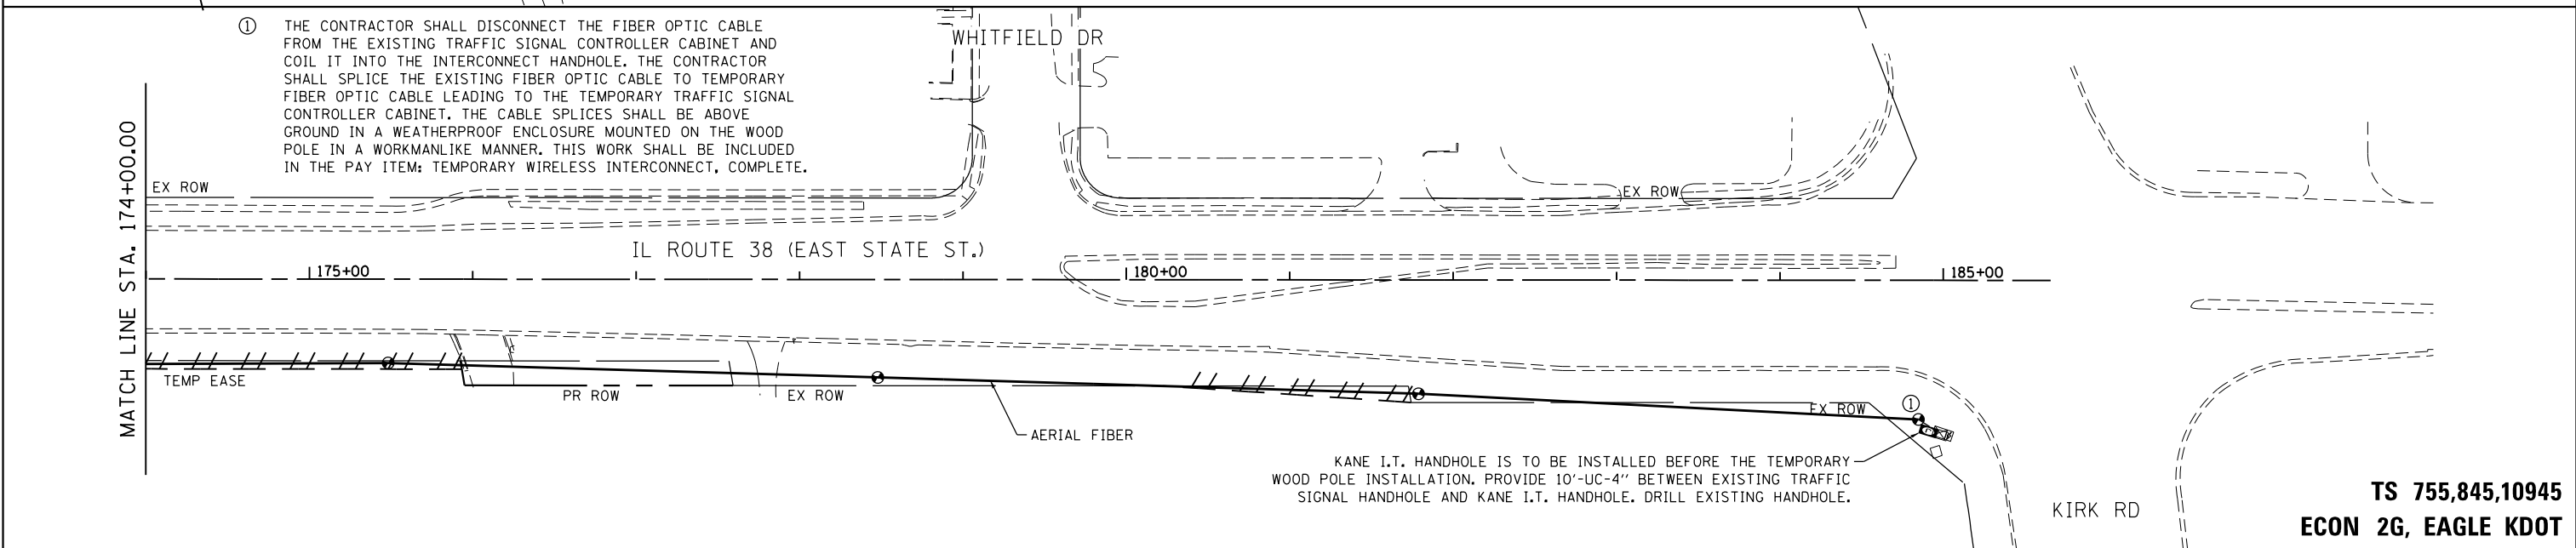 ① THE CONTRACTOR SHALL DISCONNECT THE FIBER OPTIC CABLE
FROM THE EXISTING TRAFFIC SIGNAL CONTROLLER CABINET AND
COIL IT INTO THE INTERCONNECT HANDHOLE. THE CONTRACTOR
SHALL SPLICE THE EXISTING FIBER OPTIC CABLE TO TEMPORARY
FIBER OPTIC CABLE LEADING TO THE TEMPORARY TRAFFIC SIGNAL
CONTROLLER CABINET. THE CABLE SPLICES SHALL BE ABOVE
GROUND IN A WEATHERPROOF ENCLOSURE MOUNTED ON THE WOOD
POLE IN A WORKMANLIKE MANNER. THIS WORK SHALL BE INCLUDED
IN THE PAY ITEM: TEMPORARY WIRELESS INTERCONNECT, COMPLETE.
WHITFIELD DR
MATCH LINE STA. 174+00.00
EX ROW
EX ROW
IL ROUTE 38 (EAST STATE ST.)
175+00
180+00
185+00
TEMP EASE
PR ROW
EX ROW
EX ROW
①
AERIAL FIBER
KANE I.T. HANDHOLE IS TO BE INSTALLED BEFORE THE TEMPORARY
WOOD POLE INSTALLATION. PROVIDE 10'-UC-4" BETWEEN EXISTING TRAFFIC
SIGNAL HANDHOLE AND KANE I.T. HANDHOLE. DRILL EXISTING HANDHOLE.
KIRK RD
TS 755,845,10945
ECON 2G, EAGLE KDOT